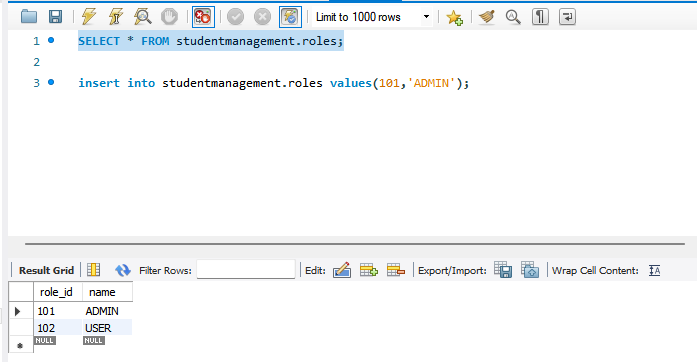 Limit to 1000 rows
1 SELECT * FROM studentmanagement.roles;
2
3 insert into studentmanagement.roles values(101,'ADMIN');
Result Grid Filter Rows: Edit: Export/Import: Wrap Cell Content: IA
role_id name
101 ADMIN
102 USER
NULL NULL